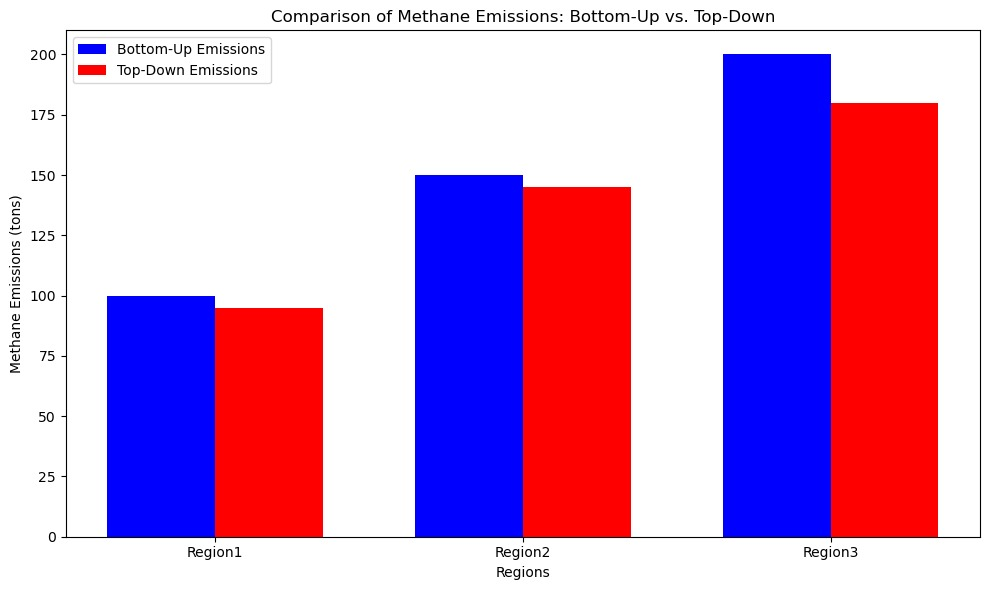 Comparison of Methane Emissions: Bottom-Up vs. Top-Down
Bottom-Up Emissions
Top-Down Emissions
Methane Emissions (tons)
200
175
150
125
100
75
50
25
0
Region1
Region2
Region3
Regions